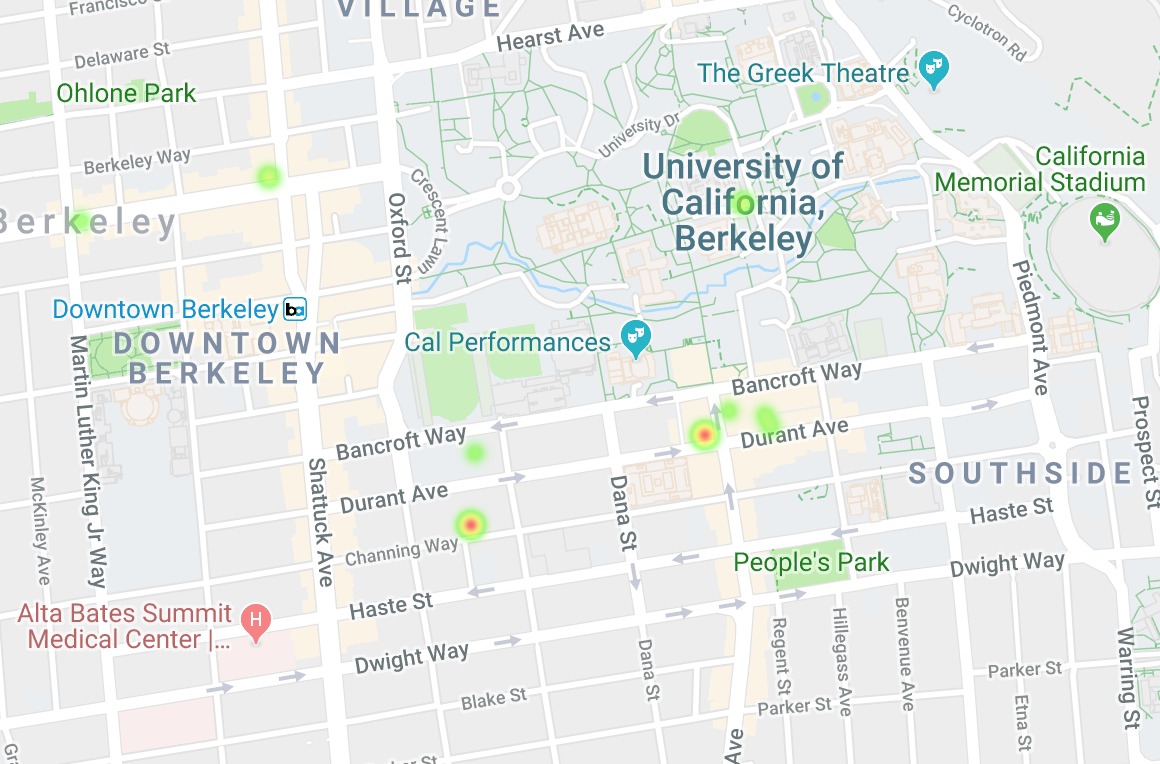 Francisco S
VILLAGE
Hearst Ave
Cyclotron Rd
Delaware St
The Greek Theatre
Ohlone Park
University Dr
Berkeley Way
University of
California,
Berkeley
California
Memorial Stadium
Crescent Lawn
Oxford St
Berkeley
Piedmont Ave
Downtown Berkeley
ba
DOWNTOWN
BERKELEY
Cal Performances
Martin Luther King Jr Way
Bancroft Way
Prospect St
Bancroft Way
Durant Ave
SOUTHSIDE
Shattuck Ave
McKinley Ave
Durant Ave
Dana St
Haste St
Channing Way
People's Park
Dwight Way
Haste St
Alta Bates Summit
Medical Center |...
H
Hillegass Ave
Benvenue Ave
Regent St
Warring St
Dwight Way
Dana St
Parker St
Blake St
Parker St
Etna St
Ave